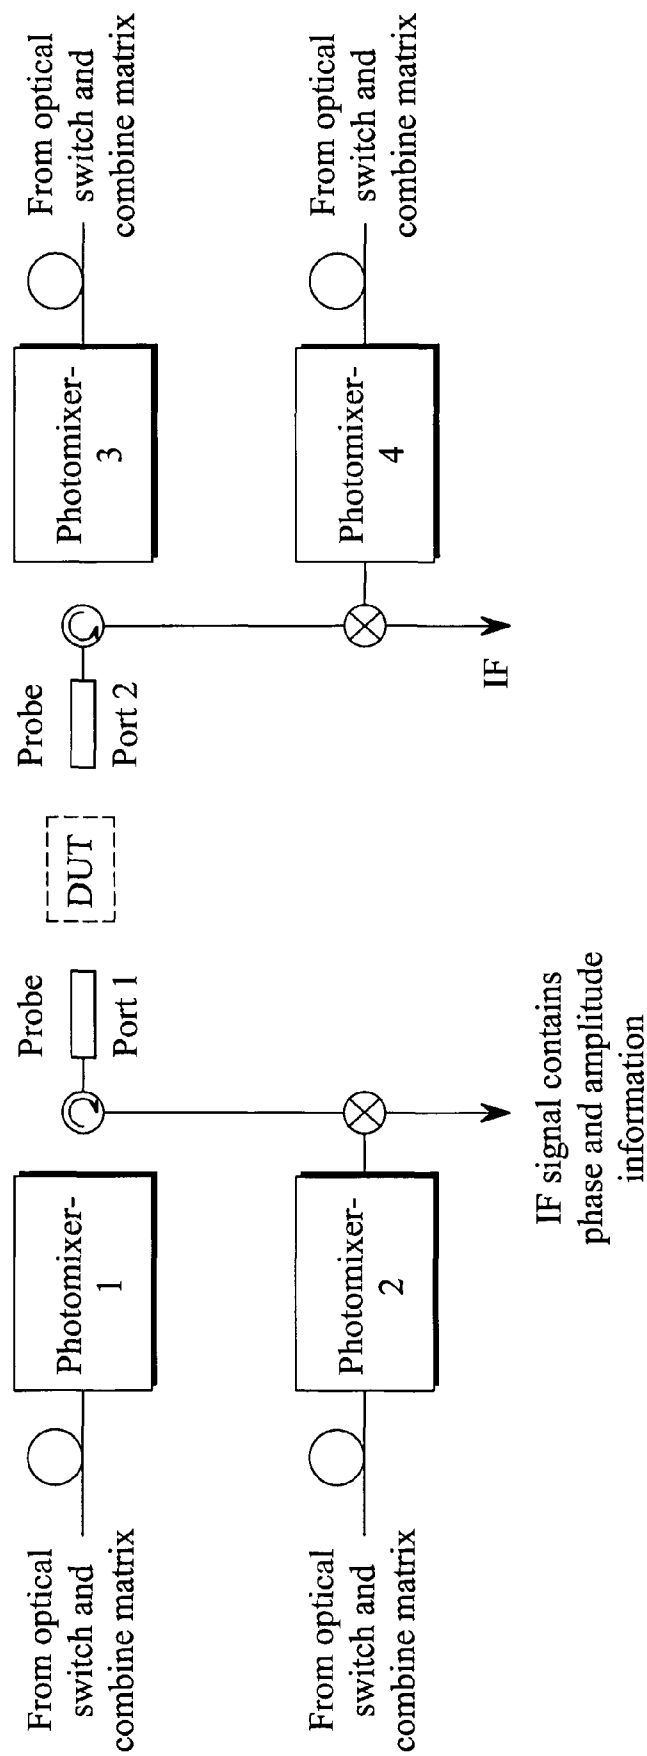 From optical
switch and
combine matrix
Photomixer-
1
Probe
Port 1
DUT
Probe
Port 2
Photomixer-
3
From optical
switch and
combine matrix
From optical
switch and
combine matrix
Photomixer-
2
IF signal contains
phase and amplitude
information
IF
Photomixer-
4
From optical
switch and
combine matrix